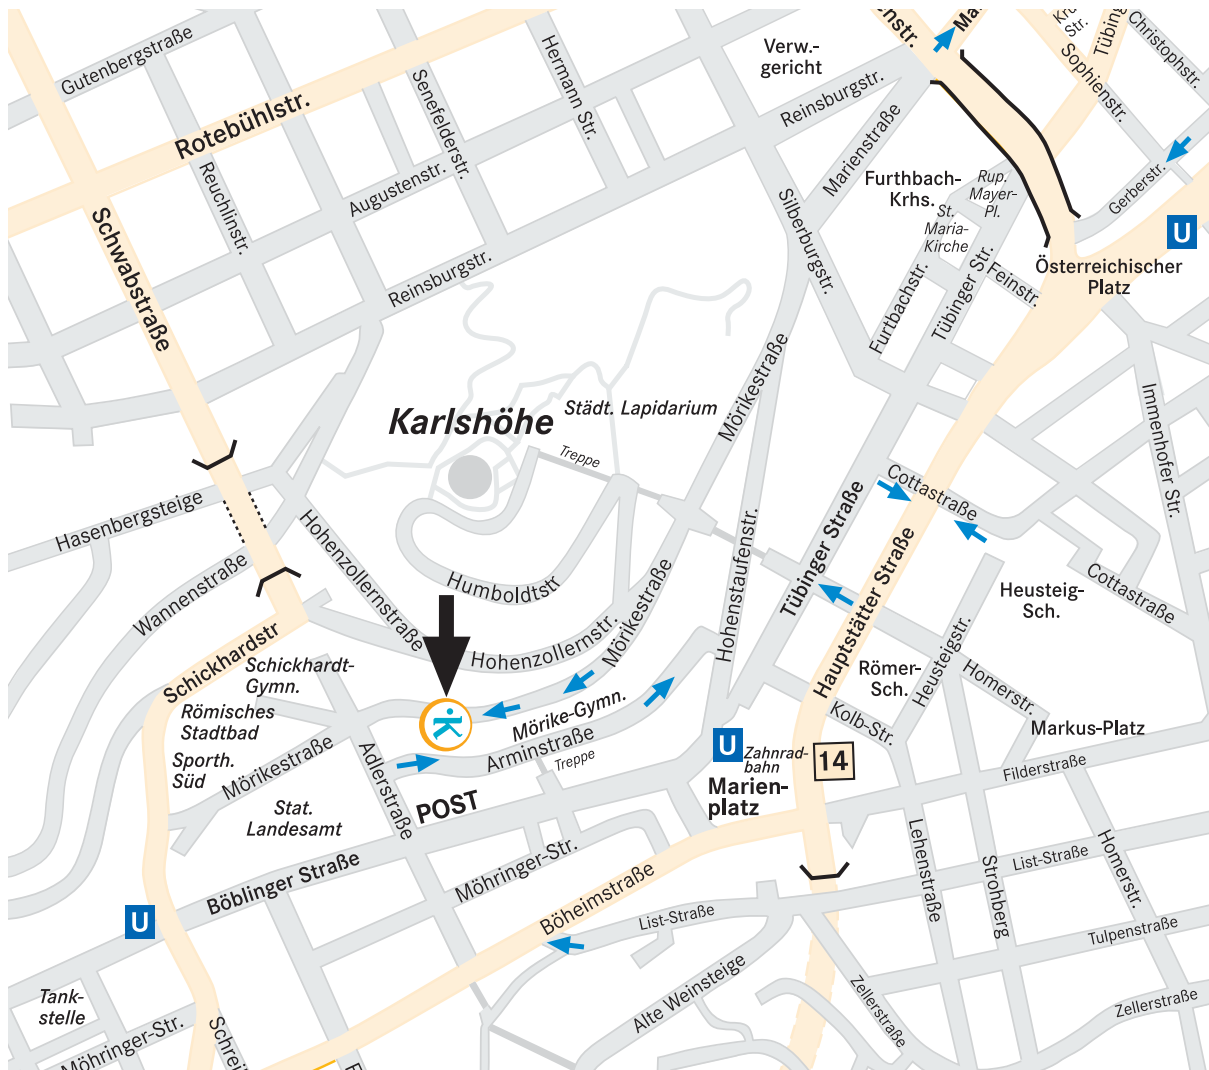 Gutenbergstraße
Rotebühlstr.
Senefelderstr.
Hermann Str.
Verw.-
gericht
Reinsburgstr.
Marienstraße
Tübing
Sophienstr.
Christophstr.
Str.
Reuchlinstr.
Augustenstr.
Furthbach-
Krhs.
Rup.
Mayer-
Pl.
St.
Maria-
Kirche
Gerberstr.
U
Österreichischer
Platz
Schwabstraße
Reinsburgstr.
Silberburgstr.
Furtbachstr.
Tübinger Str.
Feinstr.
Immenhofer Str.
Karlshöhe
Städt. Lapidarium
Mörikestraße
Treppe
Cottastraße
Hasenbergsteige
Wannenstraße
Hohenzollernstraße
Humboldtstr
Hohenzollernstr.
Mörikestraße
Hohenstaufenstr.
Tübinger Straße
Hauptstätter Straße
Heusteig-
Sch.
Cottastraße
Schickhardstr
Schickhardt-
Gymn.
Römisches
Stadtbad
Sporth.
Süd
Mörikestraße
Adlerstraße
Mörike-Gymn.
Arminstraße
Treppe
Römer-
Sch.
Heusteigstr.
Homerstr.
Kolb-Str.
Markus-Platz
U
Zahnrad-
bahn
14
Marien-
platz
Filderstraße
Stat.
Landesamt
POST
Böblinger Straße
Möhringer-Str.
Böheimstraße
List-Straße
Lehenstraße
Strohberg
List-Straße
Homerstr.
Tulpenstraße
U
Tank-
stelle
Möhringer-Str.
Alte Weinsteige
Zellerstraße
Zellerstraße